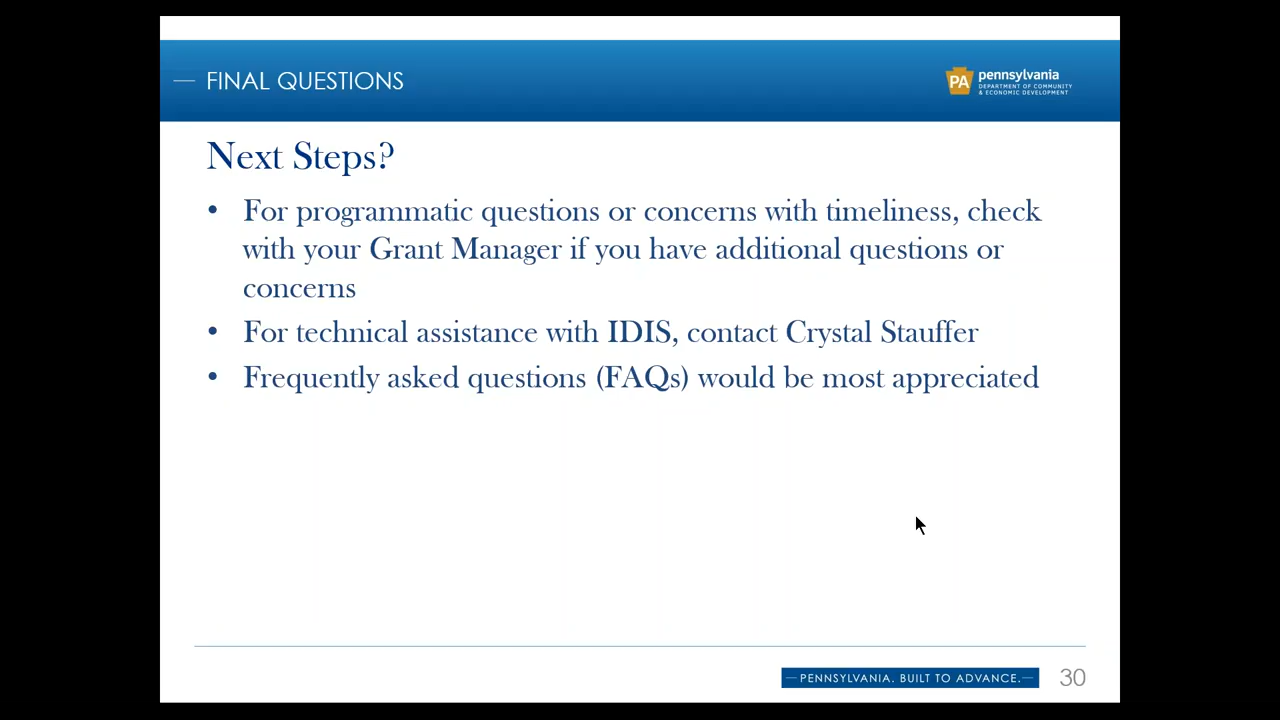 FINAL QUESTIONS
PA
pennsylvania
DEPARTMENT OF COMMUNITY
& ECONOMIC DEVELOPMENT
Next Steps?
• For programmatic questions or concerns with timeliness, check
with your Grant Manager if you have additional questions or
concerns
• For technical assistance with IDIS, contact Crystal Stauffer
• Frequently asked questions (FAQs) would be most appreciated
PENNSYLVANIA. BUILT TO ADVANCE.
30